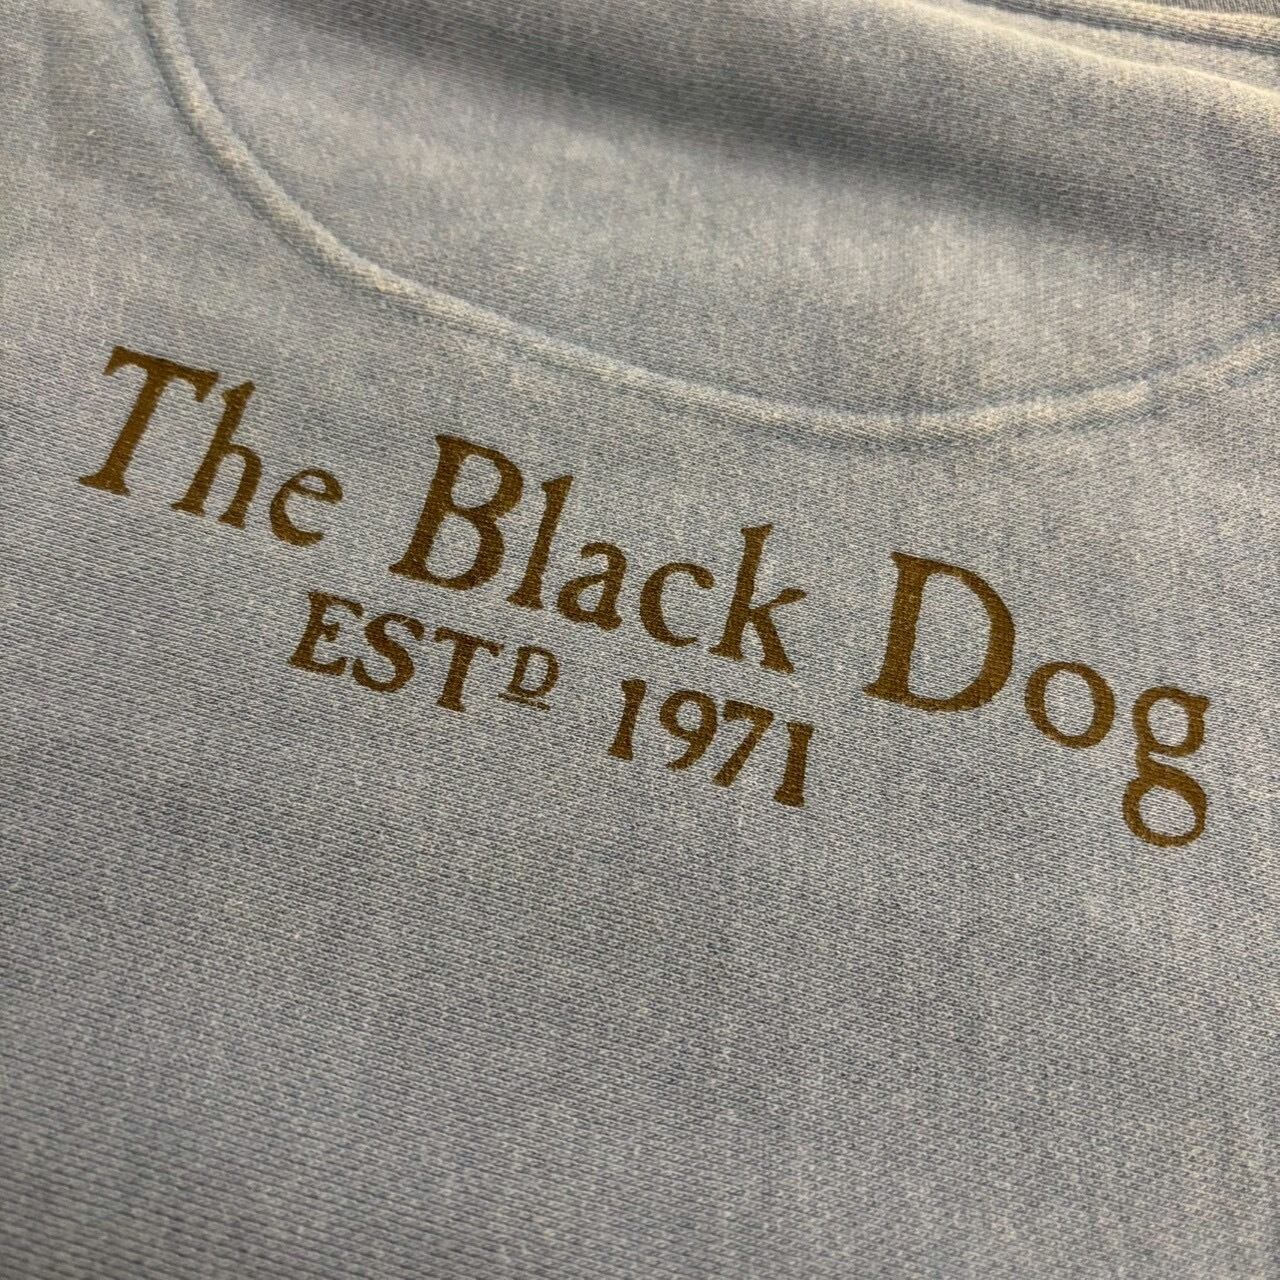 The Black Dog
ESTD 1971